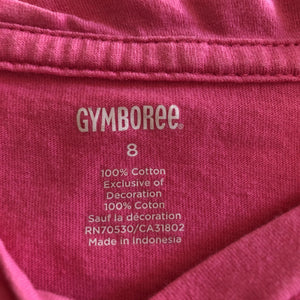 GYMBOREE
8
100% Cotton
Exclusive of
Decoration
100% Coton
Sauf la décoration
RN70530/CA31802
Made in Indonesia